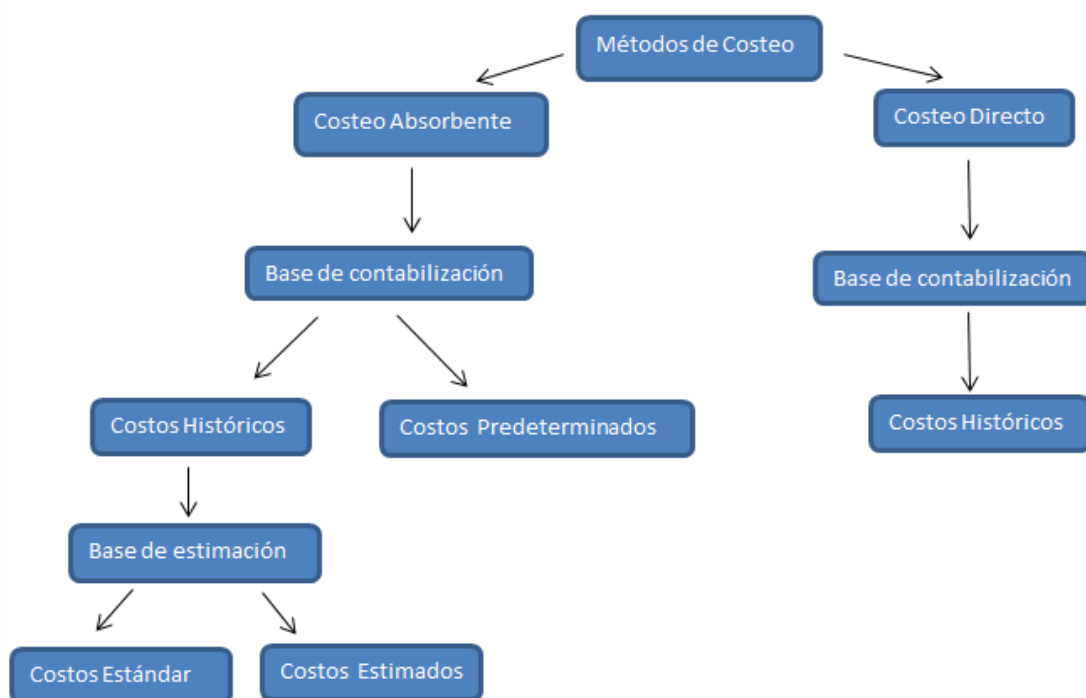 Métodos de Costeo
Costeo Absorbente
Costeo Directo
Base de contabilización
Base de contabilización
Costos Históricos
Costos Predeterminados
Costos Históricos
Base de estimación
Costos Estándar
Costos Estimados